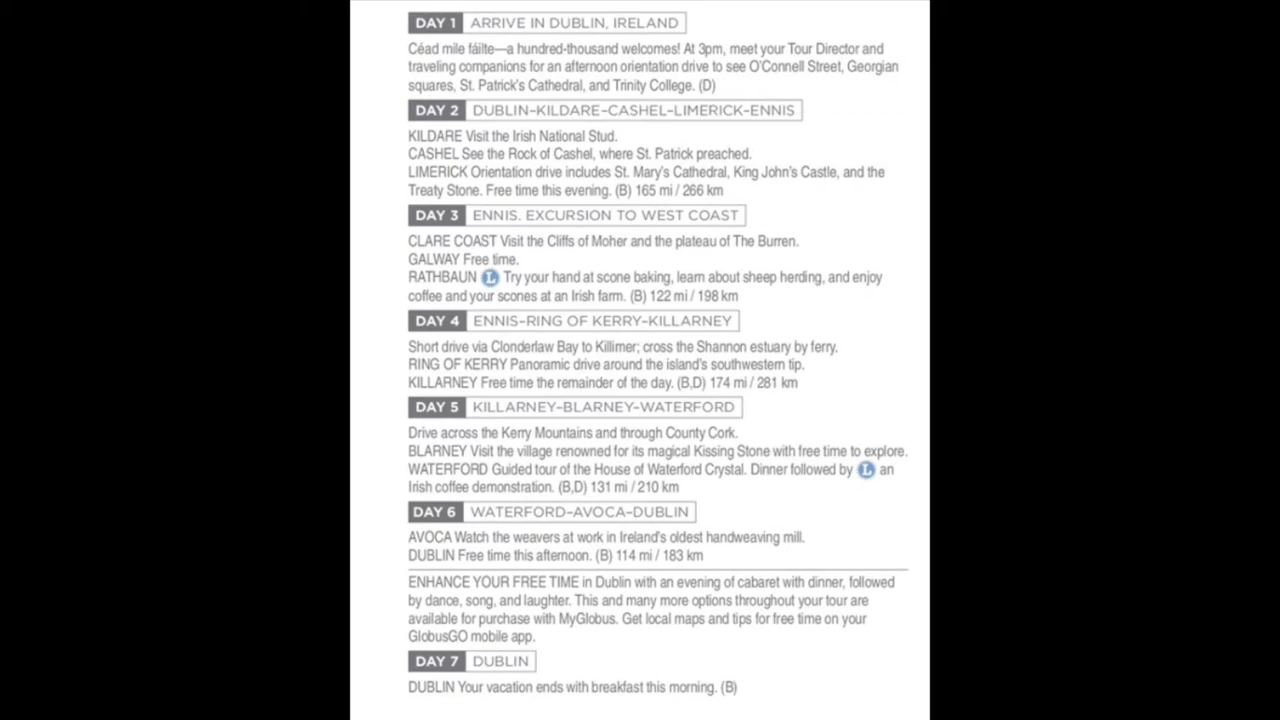 DAY 1 ARRIVE IN DUBLIN, IRELAND
Céad mile fáilte—a hundred-thousand welcomes! At 3pm, meet your Tour Director and
traveling companions for an afternoon orientation drive to see O'Connell Street, Georgian
squares, St. Patrick's Cathedral, and Trinity College. (D)
DAY 2 DUBLIN–KILDARE–CASHEL–LIMERICK–ENNIS
KILDARE Visit the Irish National Stud.
CASHEL See the Rock of Cashel, where St. Patrick preached.
LIMERICK Orientation drive includes St. Mary's Cathedral, King John's Castle, and the
Treaty Stone. Free time this evening. (B) 165 mi / 266 km
DAY 3 ENNIS. EXCURSION TO WEST COAST
CLARE COAST Visit the Cliffs of Moher and the plateau of The Burren.
GALWAY Free time.
RATHBAUN L Try your hand at scone baking, learn about sheep herding, and enjoy
coffee and your scones at an Irish farm. (B) 122 mi / 198 km
DAY 4 ENNIS–RING OF KERRY–KILLARNEY
Short drive via Clonderlaw Bay to Killimer; cross the Shannon estuary by ferry.
RING OF KERRY Panoramic drive around the island's southwestern tip.
KILLARNEY Free time the remainder of the day. (B,D) 174 mi / 281 km
DAY 5 KILLARNEY–BLARNEY–WATERFORD
Drive across the Kerry Mountains and through County Cork.
BLARNEY Visit the village renowned for its magical Kissing Stone with free time to explore.
WATERFORD Guided tour of the House of Waterford Crystal. Dinner followed by L an
Irish coffee demonstration. (B,D) 131 mi / 210 km
DAY 6 WATERFORD–AVOCA–DUBLIN
AVOCA Watch the weavers at work in Ireland's oldest handweaving mill.
DUBLIN Free time this afternoon. (B) 114 mi / 183 km
ENHANCE YOUR FREE TIME in Dublin with an evening of cabaret with dinner, followed
by dance, song, and laughter. This and many more options throughout your tour are
available for purchase with MyGlobus. Get local maps and tips for free time on your
GlobusGO mobile app.
DAY 7 DUBLIN
DUBLIN Your vacation ends with breakfast this morning. (B)